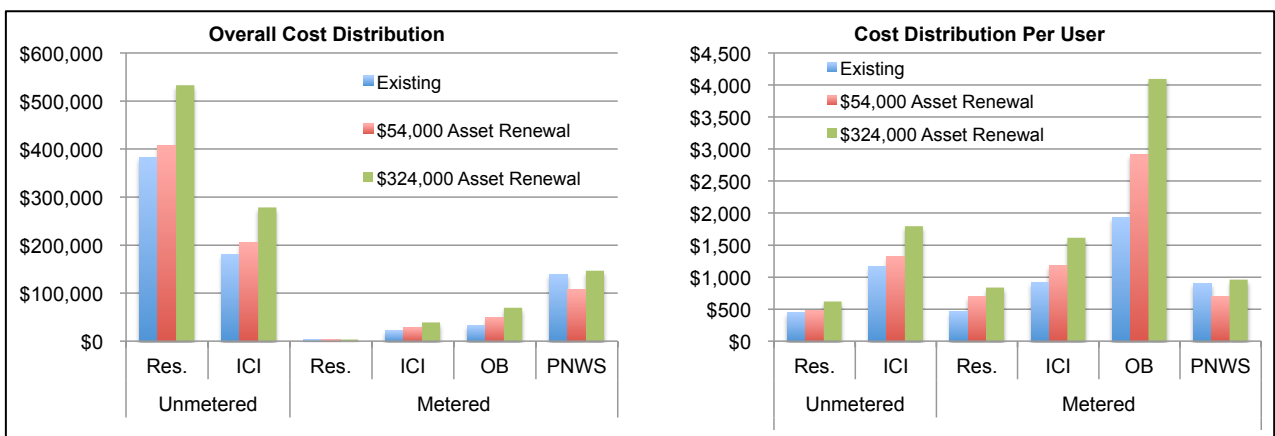 Overall Cost Distribution
$600,000
$500,000
$400,000
$300,000
$200,000
$100,000
$0
Existing
$54,000 Asset Renewal
$324,000 Asset Renewal
Res. ICI Res. ICI OB PNWS
Unmetered Metered
Cost Distribution Per User
$4,500
$4,000
$3,500
$3,000
$2,500
$2,000
$1,500
$1,000
$500
$0
Existing
$54,000 Asset Renewal
$324,000 Asset Renewal
Res. ICI Res. ICI OB PNWS
Unmetered Metered